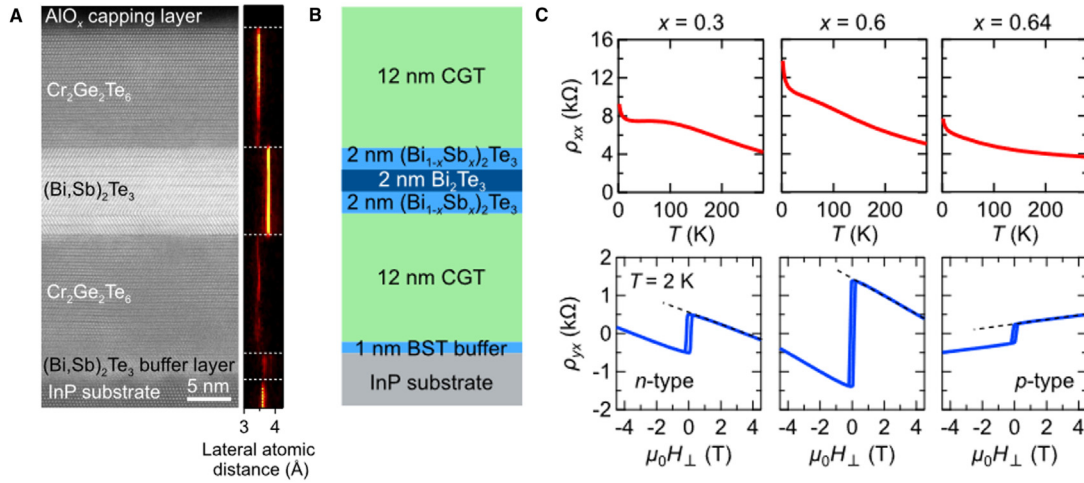 A
AlOx capping layer
Cr2Ge2Te6
(Bi,Sb)2Te3
Cr2Ge2Te6
(Bi,Sb)2Te3 buffer layer
InP substrate
5 nm
3 4
Lateral atomic
distance (Å)
B
12 nm CGT
2 nm (Bi1-xSbx)2Te3
2 nm Bi2Te3
2 nm (Bi1-xSbx)2Te3
12 nm CGT
1 nm BST buffer
InP substrate
C
x = 0.3 x = 0.6 x = 0.64
ρxx (kΩ)
16
12
8
4
0
0 100 200 0 100 200 0 100 200
T (K) T (K) T (K)
ρyx (kΩ)
2
1
0
-1
-2
T = 2 K
n-type
p-type
-4 -2 0 2 4 -4 -2 0 2 4 -4 -2 0 2 4
μ0H⊥ (T) μ0H⊥ (T) μ0H⊥ (T)